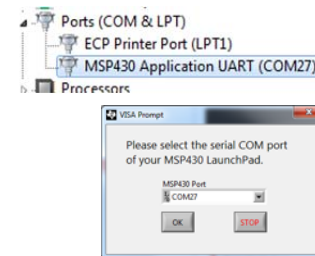 Ports (COM & LPT)
ECP Printer Port (LPT1)
MSP430 Application UART (COM27)
Processors
VISA Prompt
Please select the serial COM port
of your MSP430 LaunchPad.
MSP430 Port
COM27
OK
STOP